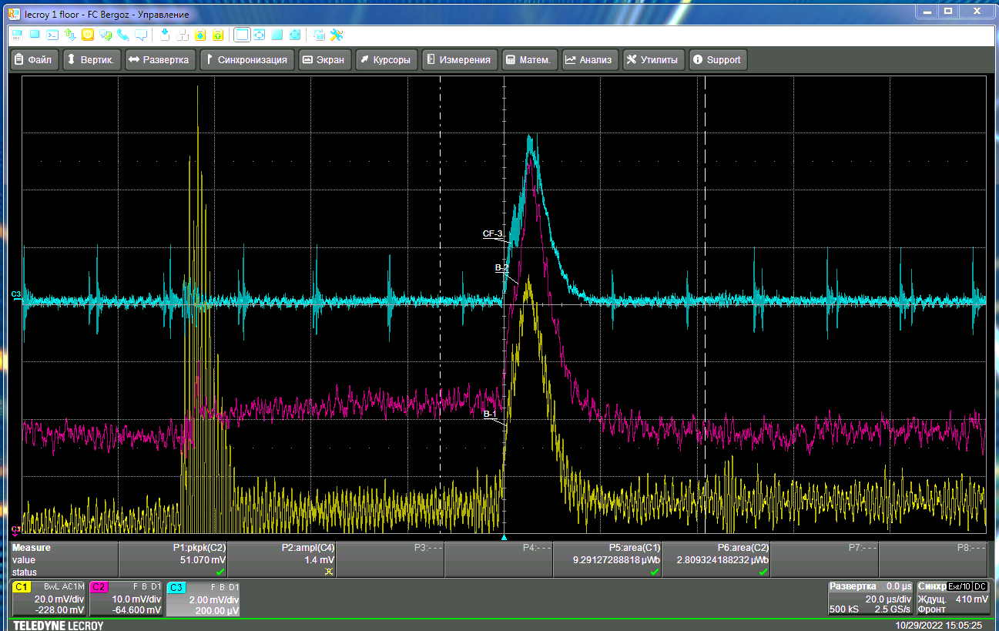 lecroy 1 floor - FC Bergoz - Управление
Файл Вертик. Развертка Синхронизация Экран Курсоры Измерения Матем. Анализ Утилиты Support
CF-3
B-2
C3
B-1
C1
Measure P1:pkpk(C2) P2:ampl(C4) P3:- - - P4:- - - P5:area(C1) P6:area(C2) P7:- - - P8:- - -
value 51.070 mV 1.4 mV 9.29127288818 µWb 2.809324188232 µWb
status
C1 BwL AC1M C2 F B D1 C3 F B D1 Развертка 0.0 µs Синхр Ext/10 DC
20.0 mV/div 10.0 mV/div 2.00 mV/div 20.0 µs/div Ждущ. 410 mV
-228.00 mV -64.600 mV 200.00 µV 500 kS 2.5 GS/s Фронт
TELEDYNE LECROY 10/29/2022 15:05:25